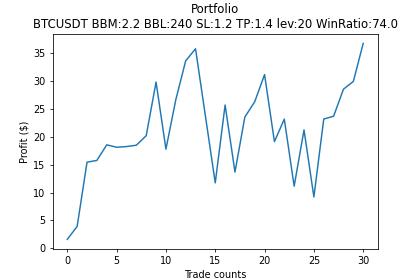 Portfolio
BTCUSDT BBM:2.2 BBL:240 SL:1.2 TP:1.4 lev:20 WinRatio:74.0
35
30
25
20
15
10
5
0
Profit ($)
0 5 10 15 20 25 30
Trade counts